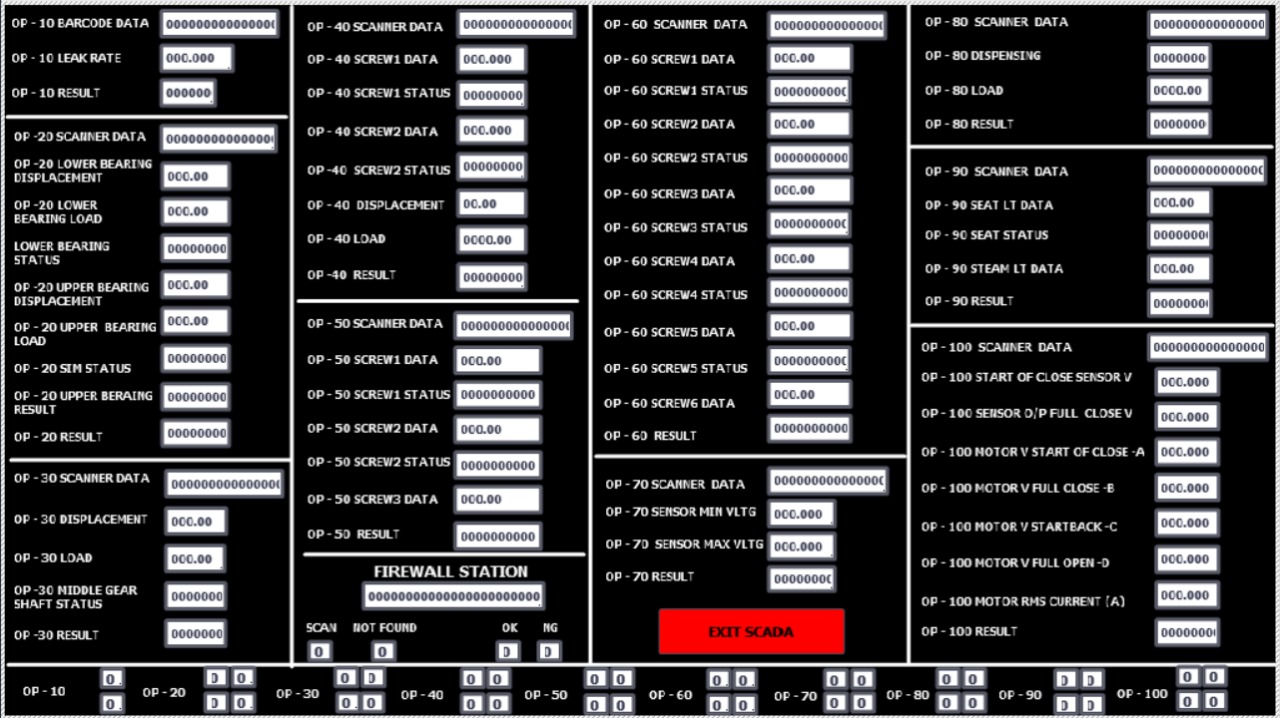 OP - 10 BARCODE DATA 000000000000000
OP - 10 LEAK RATE 000.000
OP - 10 RESULT 000000
OP -20 SCANNER DATA 000000000000000
OP -20 LOWER BEARING
DISPLACEMENT 000.00
OP -20 LOWER
BEARING LOAD 000.00
LOWER BEARING
STATUS 00000000
OP -20 UPPER BEARING
DISPLACEMENT 000.00
OP - 20 UPPER BEARING
LOAD 000.00
OP - 20 SIM STATUS 00000000
OP - 20 UPPER BERAING
RESULT 00000000
OP - 20 RESULT 00000000
OP - 30 SCANNER DATA 000000000000000
OP - 30 DISPLACEMENT 000.00
OP - 30 LOAD 000.00
OP -30 MIDDLE GEAR
SHAFT STATUS 0000000
OP -30 RESULT 0000000
OP - 40 SCANNER DATA 000000000000000
OP - 40 SCREW1 DATA 000.000
OP - 40 SCREW1 STATUS 00000000
OP - 40 SCREW2 DATA 000.000
OP -40 SCREW2 STATUS 00000000
OP - 40 DISPLACEMENT 00.00
OP - 40 LOAD 0000.00
OP -40 RESULT 00000000
OP - 50 SCANNER DATA 000000000000000
OP - 50 SCREW1 DATA 000.00
OP - 50 SCREW1 STATUS 0000000000
OP - 50 SCREW2 DATA 000.00
OP - 50 SCREW2 STATUS 0000000000
OP - 50 SCREW3 DATA 000.00
OP - 50 RESULT 0000000000
FIREWALL STATION
00000000000000000000000
SCAN NOT FOUND OK NG
0 0 0 0
OP - 60 SCANNER DATA 000000000000000
OP - 60 SCREW1 DATA 000.00
OP - 60 SCREW1 STATUS 0000000000
OP - 60 SCREW2 DATA 000.00
OP - 60 SCREW2 STATUS 0000000000
OP - 60 SCREW3 DATA 000.00
OP - 60 SCREW3 STATUS 0000000000
OP - 60 SCREW4 DATA 000.00
OP - 60 SCREW4 STATUS 0000000000
OP - 60 SCREW5 DATA 000.00
OP - 60 SCREW5 STATUS 0000000000
OP - 60 SCREW6 DATA 000.00
OP - 60 RESULT 0000000000
OP - 70 SCANNER DATA 000000000000000
OP - 70 SENSOR MIN VLTG 000.000
OP - 70 SENSOR MAX VLTG 000.000
OP - 70 RESULT 00000000
EXIT SCADA
OP - 80 SCANNER DATA 000000000000000
OP - 80 DISPENSING 0000000
OP - 80 LOAD 0000.00
OP - 80 RESULT 0000000
OP - 90 SCANNER DATA 000000000000000
OP - 90 SEAT LT DATA 000.00
OP - 90 SEAT STATUS 00000000
OP - 90 STEAM LT DATA 000.00
OP - 90 RESULT 00000000
OP - 100 SCANNER DATA 000000000000000
OP - 100 START OF CLOSE SENSOR V 000.000
OP - 100 SENSOR O/P FULL CLOSE V 000.000
OP - 100 MOTOR V START OF CLOSE -A 000.000
OP - 100 MOTOR V FULL CLOSE -B 000.000
OP - 100 MOTOR V STARTBACK -C 000.000
OP - 100 MOTOR V FULL OPEN -D 000.000
OP - 100 MOTOR RMS CURRENT (A) 000.000
OP - 100 RESULT 00000000
0 0 0 0 0 0 0 0 0 0 0 0 0 0 0 0 0 0 0
OP - 10 OP - 20 OP - 30 OP - 40 OP - 50 OP - 60 OP - 70 OP - 80 OP - 90 OP - 100
0 0 0 0 0 0 0 0 0 0 0 0 0 0 0 0 0 0 0